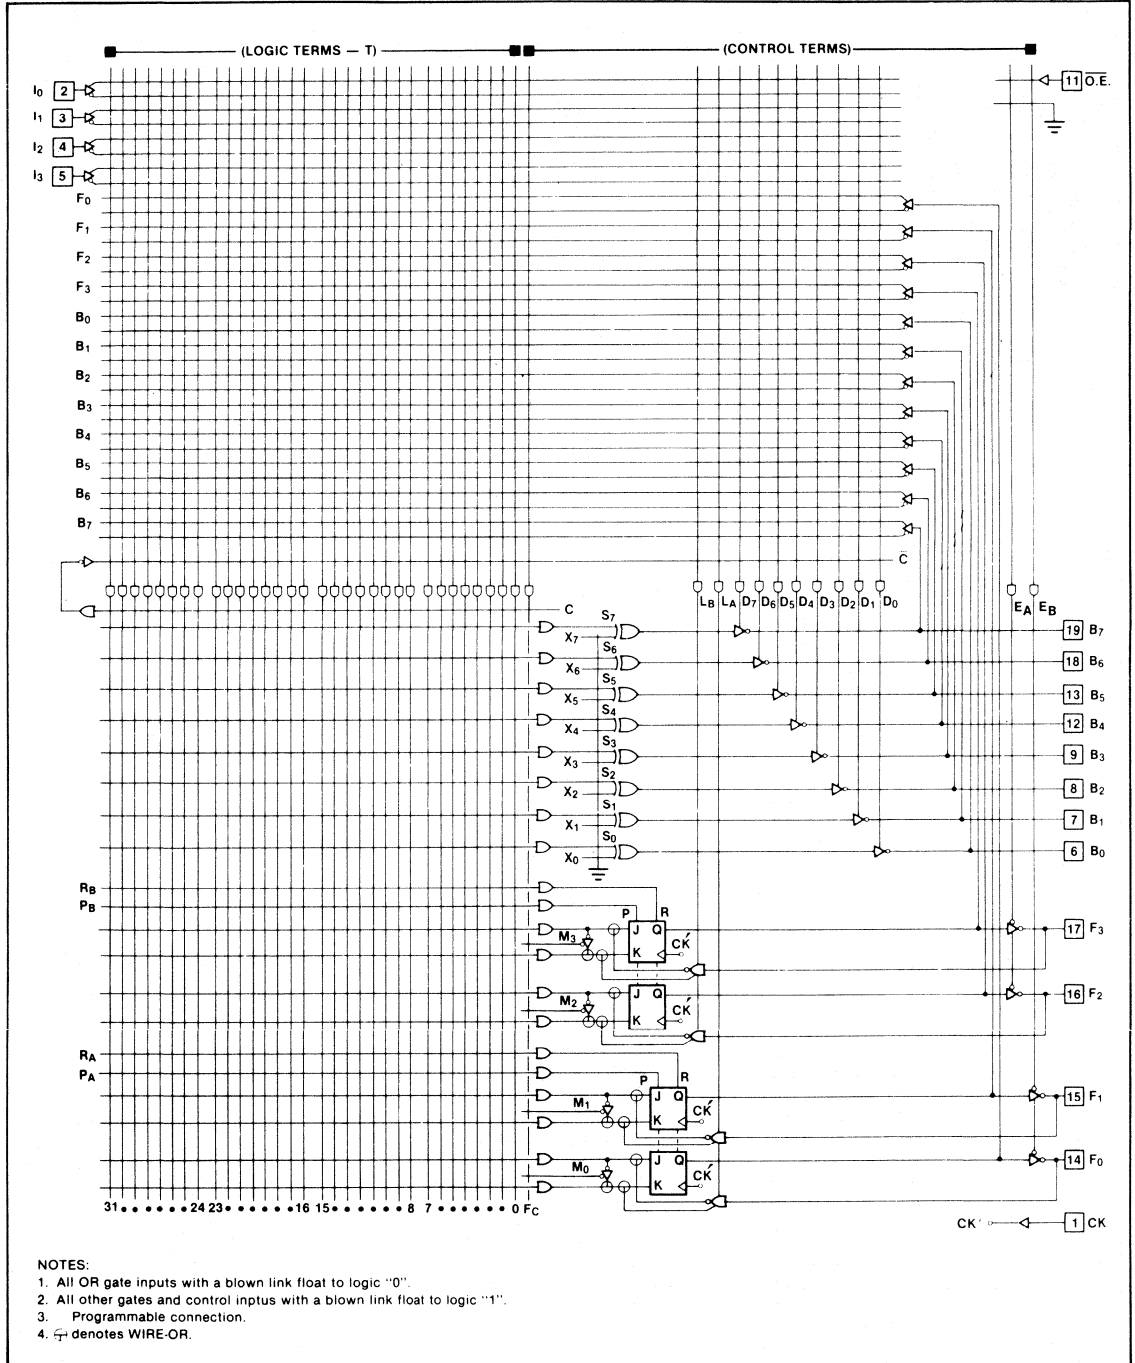 (LOGIC TERMS — T) (CONTROL TERMS)
I0 2 11 O.E.
I1 3
I2 4
I3 5
F0
F1
F2
F3
B0
B1
B2
B3
B4
B5
B6
B7
C
LB LA D7 D6 D5 D4 D3 D2 D1 D0 EA EB
C
S7
X7 19 B7
S6
X6 18 B6
S5
X5 13 B5
S4
X4 12 B4
S3
X3 9 B3
S2
X2 8 B2
S1
X1 7 B1
S0
X0 6 B0
RB
PB P R
M3 J Q K CK' 17 F3
M2 J Q K CK' 16 F2
RA
PA P R
M1 J Q K CK' 15 F1
M0 J Q K CK' 14 F0
31 • • • • • • 24 23 • • • • • • 16 15 • • • • • • 8 7 • • • • • • 0 FC
CK' 1 CK
NOTES:
1. All OR gate inputs with a blown link float to logic "0".
2. All other gates and control inptus with a blown link float to logic "1".
3. Programmable connection.
4. denotes WIRE-OR.